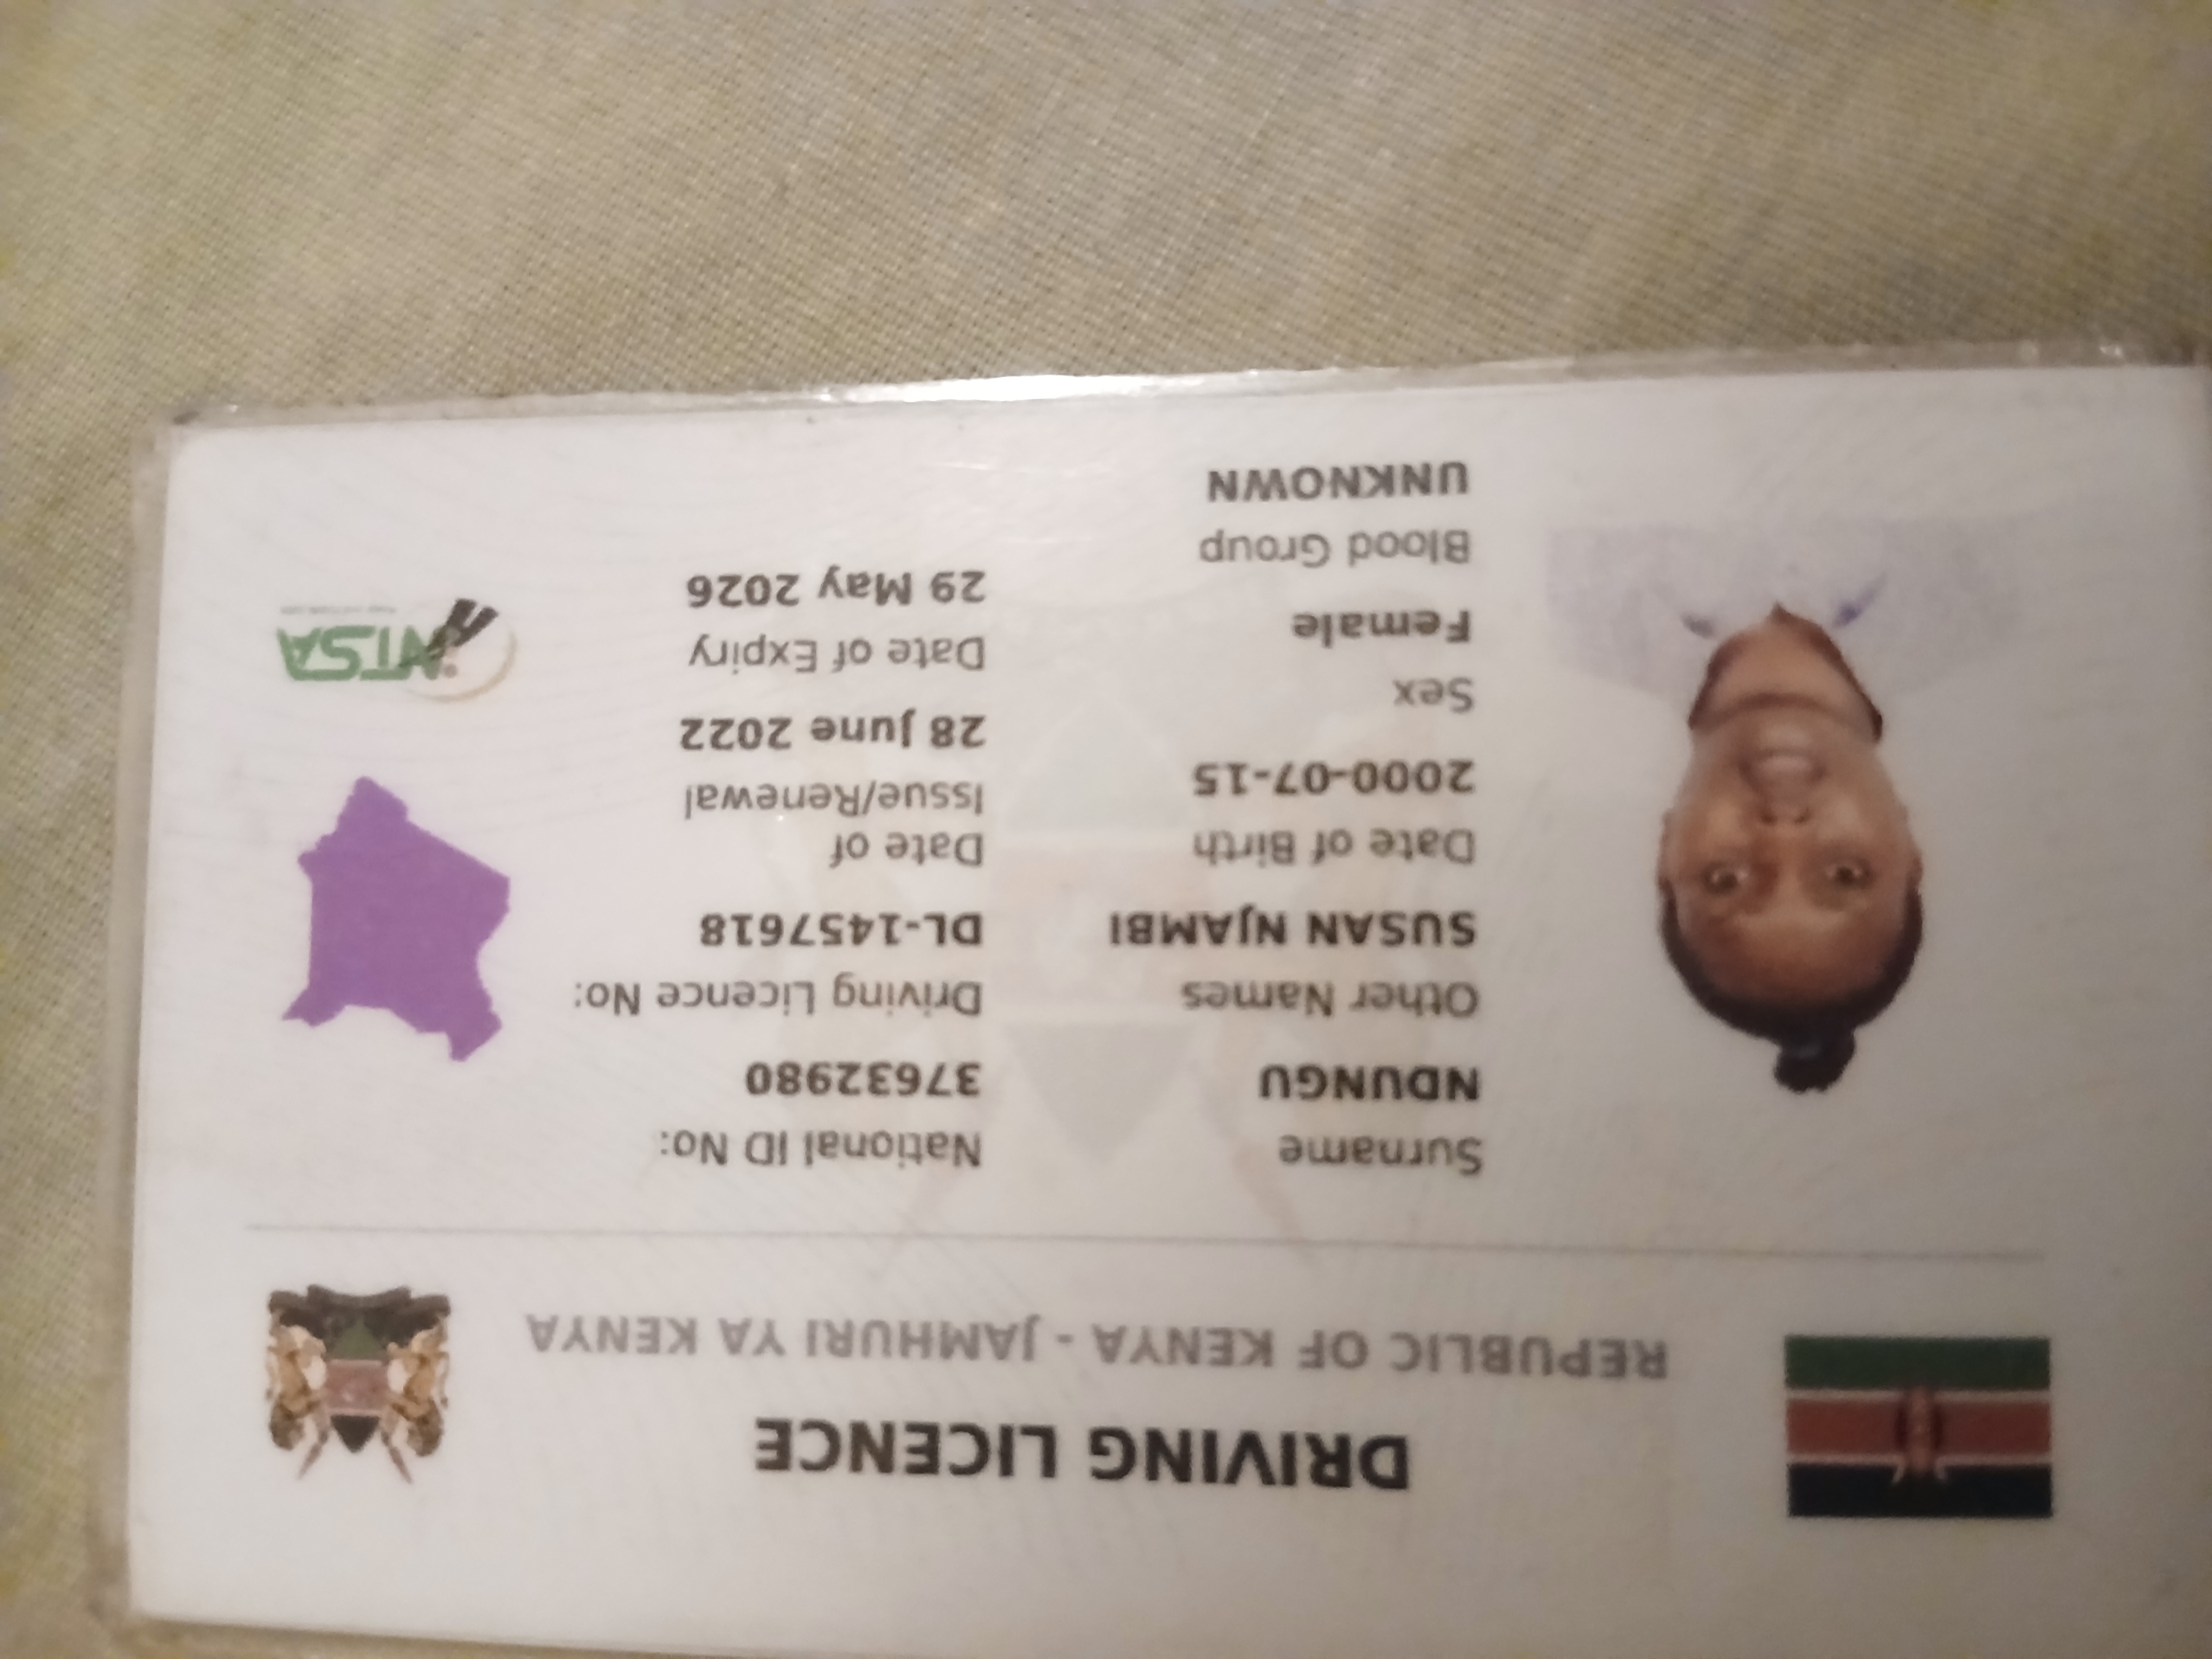 DRIVING LICENCE
REPUBLIC OF KENYA - JAMHURI YA KENYA
Surname
NDUNGU
Other Names
SUSAN NJAMBI
Date of Birth
2000-07-15
Sex
Female
Blood Group
UNKNOWN
National ID No:
37632980
Driving Licence No:
DL-1457618
Date of
Issue/Renewal
28 June 2022
Date of Expiry
29 May 2026
NTSA